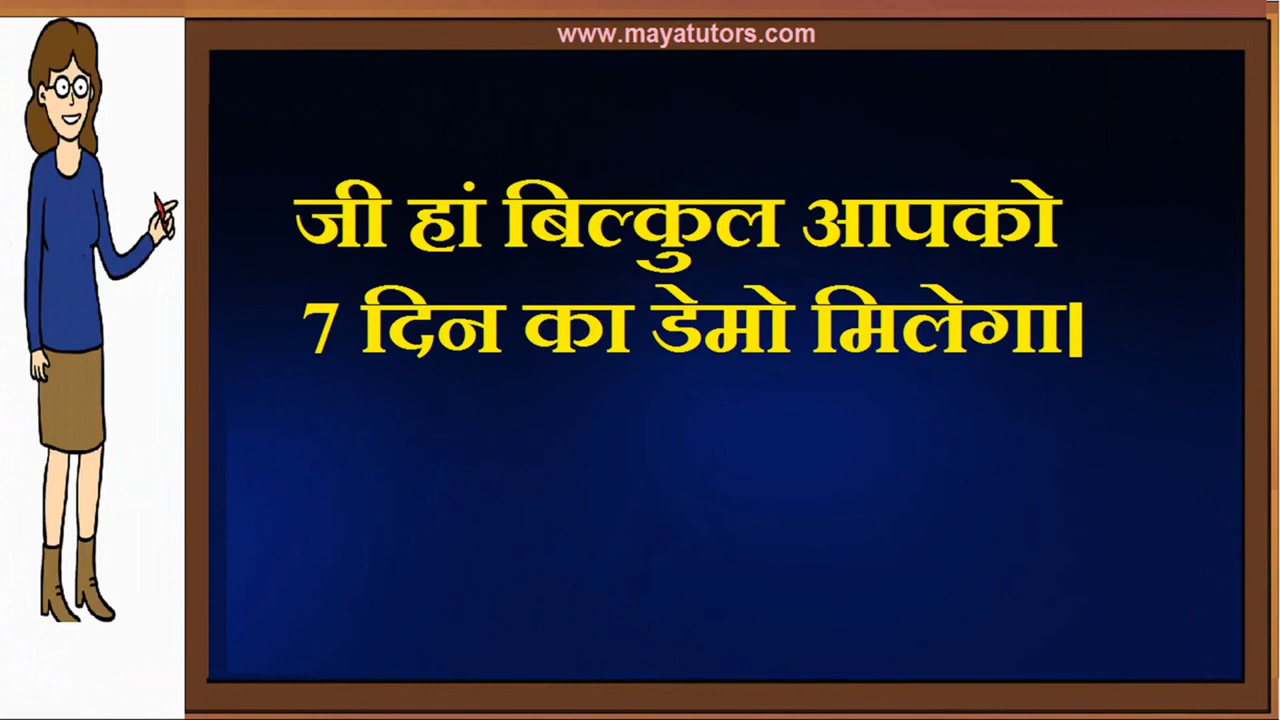 www.mayatutors.com
जी हां बिल्कुल आपको
7 दिन का डेमो मिलेगा।